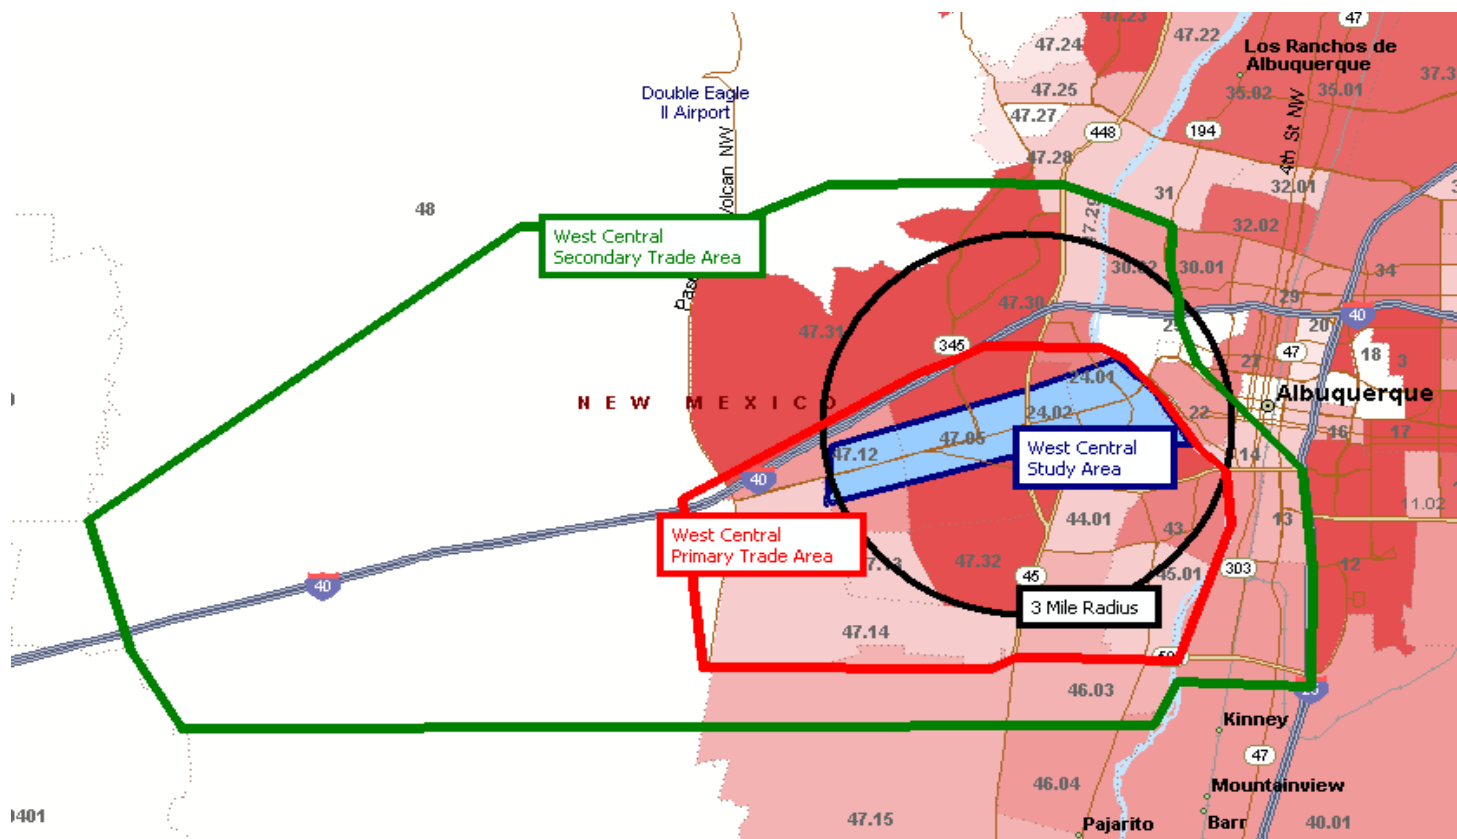 47.23
47
47.24
47.22
Los Ranchos de
Albuquerque
37.3
47.25
35.02
35.01
Double Eagle
II Airport
47.27
448
194
4th St NW
47.28
Volcan NW
31
32.01
48
47.29
32.02
West Central
Secondary Trade Area
30.02
30.01
34
29
47.30
40
20
47.31
345
47
18
3
27
24.01
NEW MEXICO
Albuquerque
24.02
22
16
17
47.05
47.12
West Central
Study Area
14
40
11.02
44.01
13
43
West Central
Primary Trade Area
47.32
45
45.01
303
12
40
3 Mile Radius
47.14
46.03
Kinney
47
46.04
Mountainview
0401
47.15
Pajarito
Barr
40.01